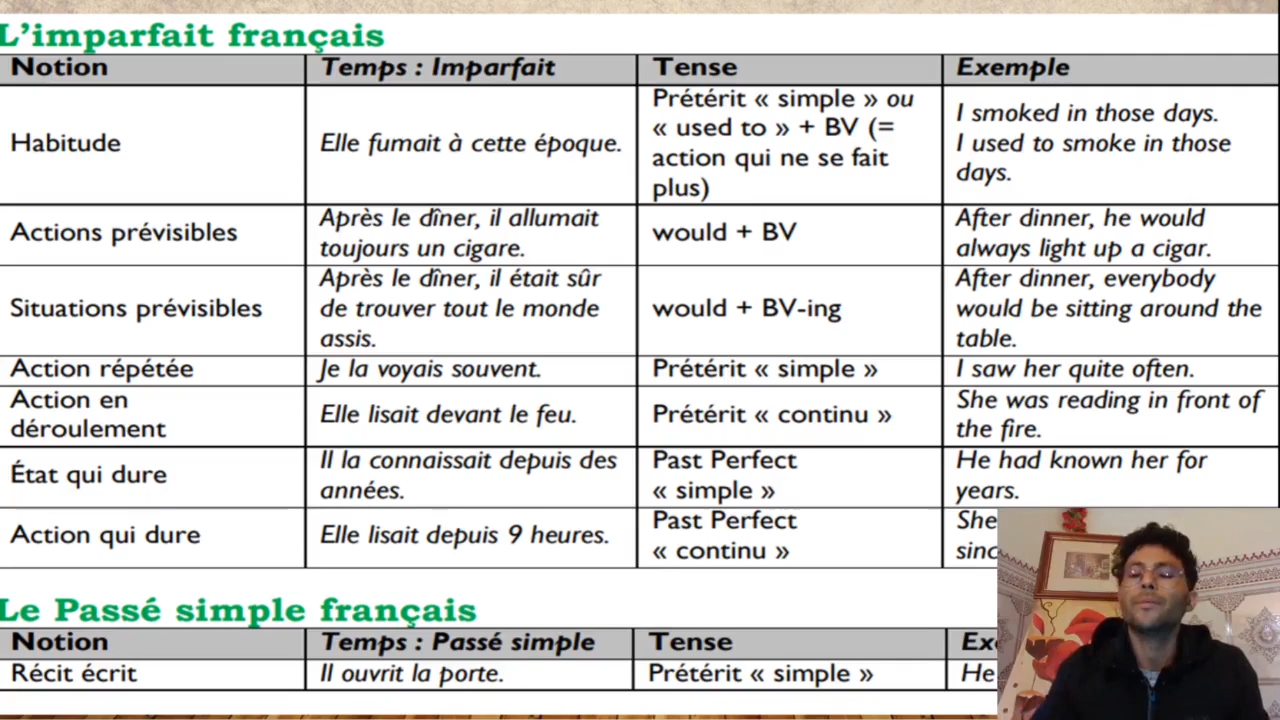 L'imparfait français
Notion Temps : Imparfait Tense Exemple
Habitude Elle fumait à cette époque. Prétérit « simple » ou « used to » + BV (= action qui ne se fait plus) I smoked in those days. I used to smoke in those days.
Actions prévisibles Après le dîner, il allumait toujours un cigare. would + BV After dinner, he would always light up a cigar.
Situations prévisibles Après le dîner, il était sûr de trouver tout le monde assis. would + BV-ing After dinner, everybody would be sitting around the table.
Action répétée Je la voyais souvent. Prétérit « simple » I saw her quite often.
Action en déroulement Elle lisait devant le feu. Prétérit « continu » She was reading in front of the fire.
État qui dure Il la connaissait depuis des années. Past Perfect « simple » He had known her for years.
Action qui dure Elle lisait depuis 9 heures. Past Perfect « continu » She
Le Passé simple français
Notion Temps : Passé simple Tense
Récit écrit Il ouvrit la porte. Prétérit « simple » He